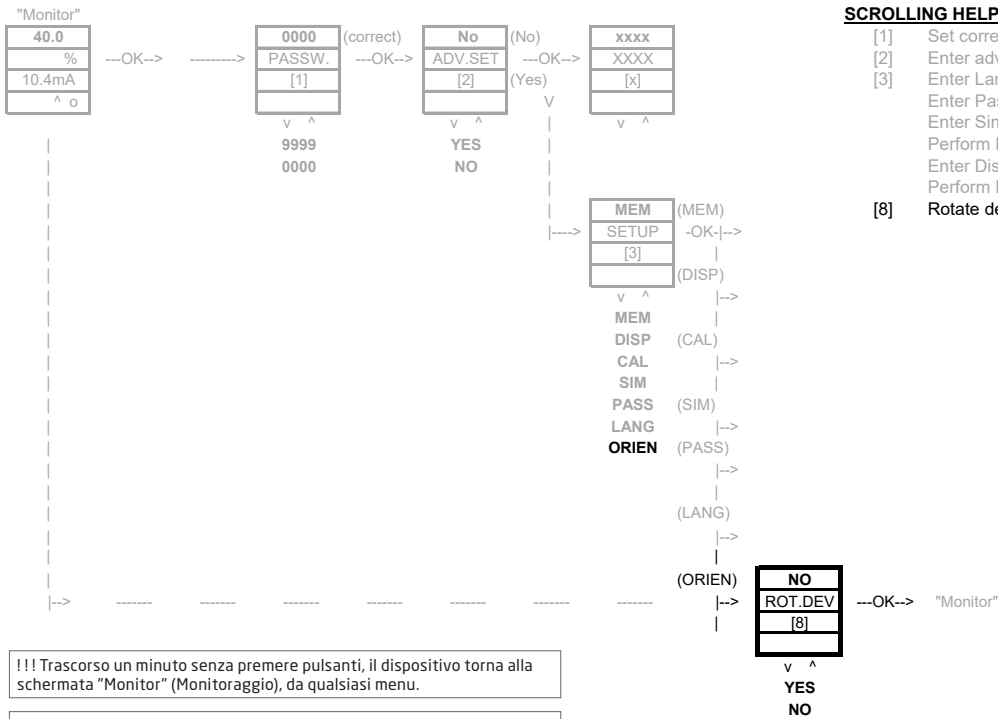 "Monitor"
SCROLLING HELP
40.0 0000 (correct) No (No) xxxx [1] Set corre
% ---OK--> ---------> PASSW. ---OK--> ADV.SET ---OK--> XXXX [2] Enter adv
10.4mA [1] [2] (Yes) [x] [3] Enter Lan
^ o V Enter Pas
v ^ v ^ | v ^ Enter Sim
| 9999 YES | Perform
| 0000 NO | Enter Dis
| | Perform
| | MEM (MEM) [8] Rotate de
| |----> SETUP -OK-|-->
| [3] |
| (DISP)
| v ^ |-->
| MEM |
| DISP (CAL)
| CAL |-->
| SIM |
| PASS (SIM)
| LANG |-->
| ORIEN (PASS)
| |-->
| |
| (LANG)
| |-->
| |
| (ORIEN) NO
|--> ------- ------- ------- ------- ------- ------- ------- |--> ROT.DEV ---OK--> "Monitor"
| [8]
!!! Trascorso un minuto senza premere pulsanti, il dispositivo torna alla
schermata "Monitor" (Monitoraggio), da qualsiasi menu.
v ^
YES
NO